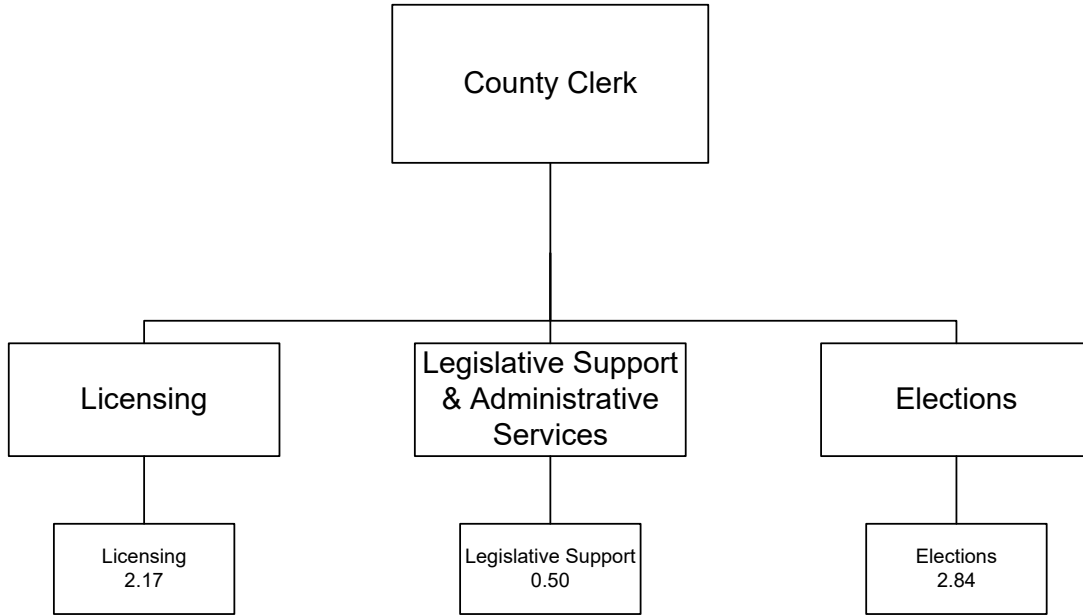 County Clerk
Licensing
Legislative Support
& Administrative
Services
Elections
Licensing
2.17
Legislative Support
0.50
Elections
2.84